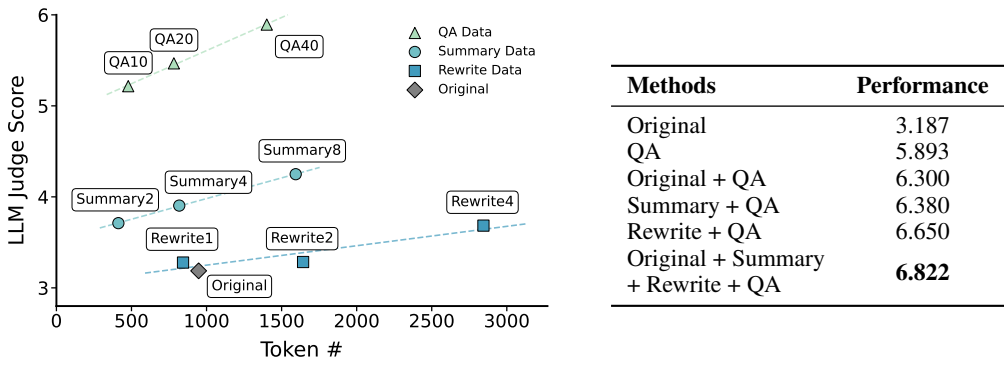 6
5
4
3
LLM Judge Score
QA10
QA20
QA40
Summary2
Summary4
Summary8
Rewrite1
Rewrite2
Rewrite4
Original
QA Data
Summary Data
Rewrite Data
Original
0 500 1000 1500 2000 2500 3000
Token #
Methods Performance
Original 3.187
QA 5.893
Original + QA 6.300
Summary + QA 6.380
Rewrite + QA 6.650
Original + Summary
+ Rewrite + QA 6.822